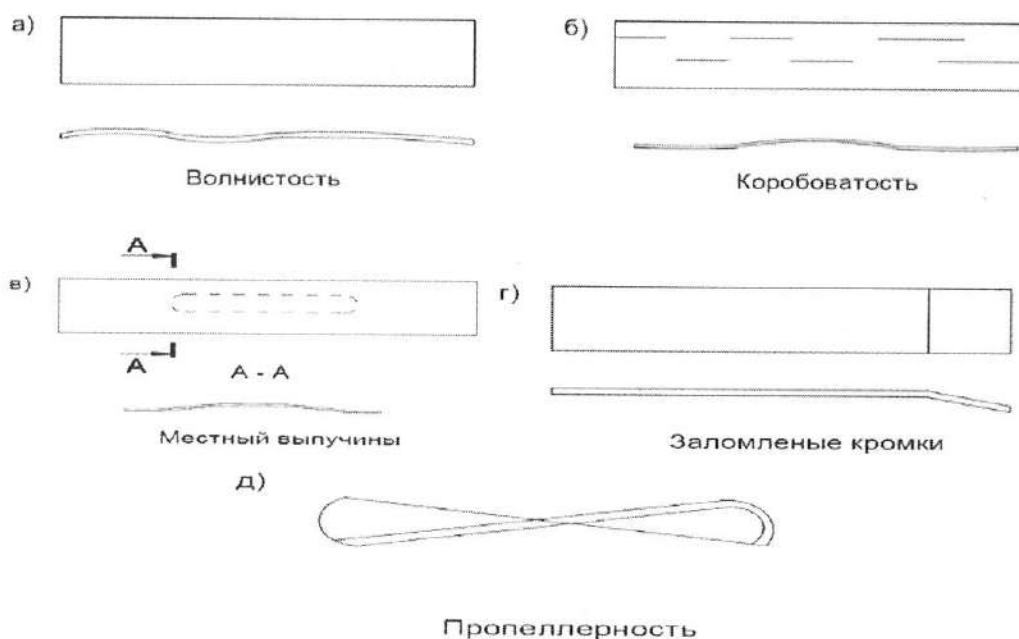 а)
б)
Волнистость
Коробоватость
в)
А
А
А - А
Местный выпучины
г)
Заломленые кромки
д)
Пропеллерность